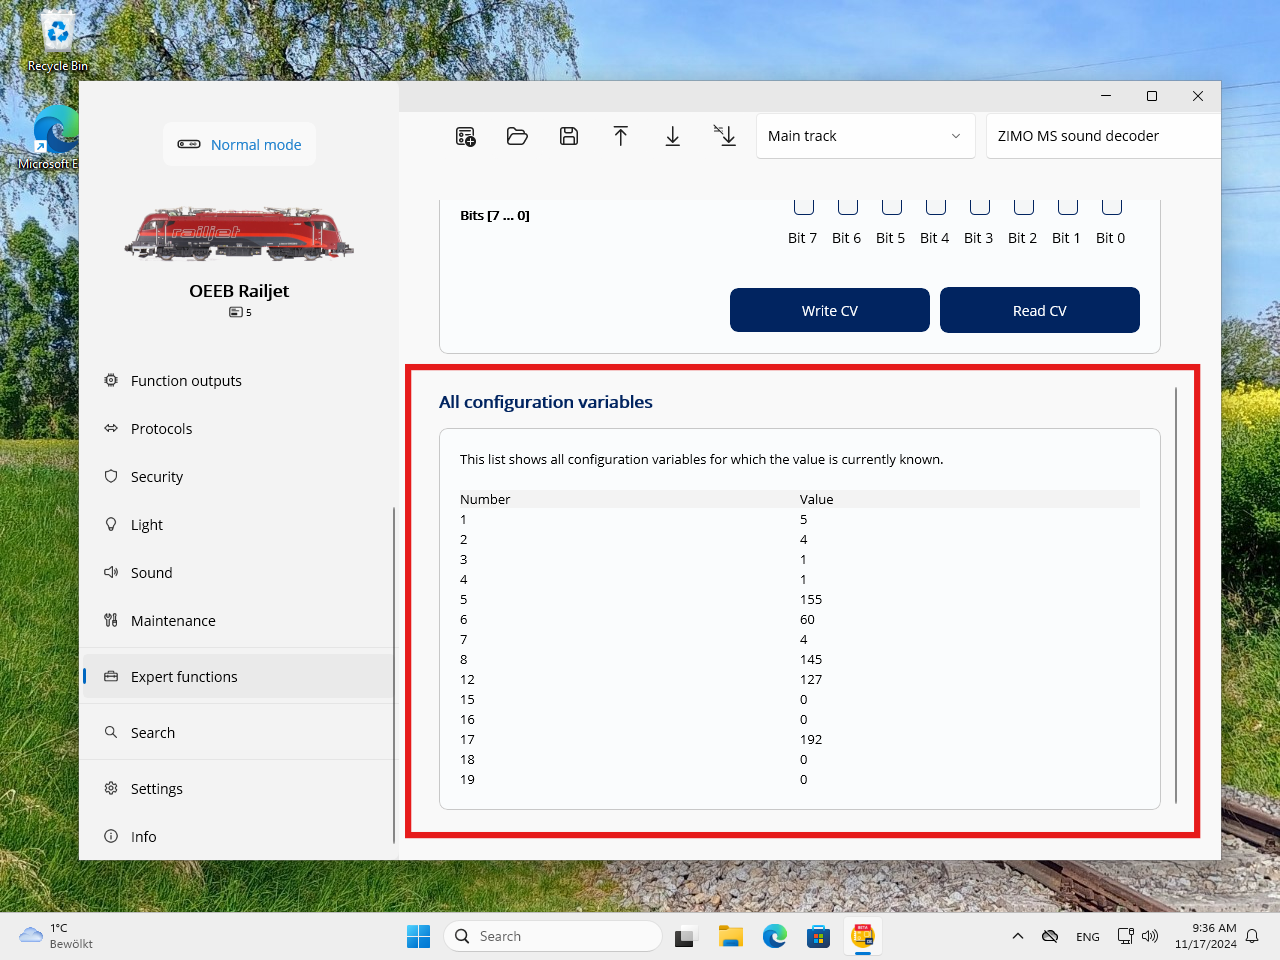 Recycle Bin
Microsoft E
Normal mode
railjet
OEEB Railjet
5
Function outputs
Protocols
Security
Light
Sound
Maintenance
Expert functions
Search
Settings
Info
Main track
ZIMO MS sound decoder
Bits [7 ... 0]
Bit 7 Bit 6 Bit 5 Bit 4 Bit 3 Bit 2 Bit 1 Bit 0
Write CV
Read CV
All configuration variables
This list shows all configuration variables for which the value is currently known.
Number Value
1 5
2 4
3 1
4 1
5 155
6 60
7 4
8 145
12 127
15 0
16 0
17 192
18 0
19 0
1°C
Bewölkt
Search
BETA
ENG
9:36 AM
11/17/2024